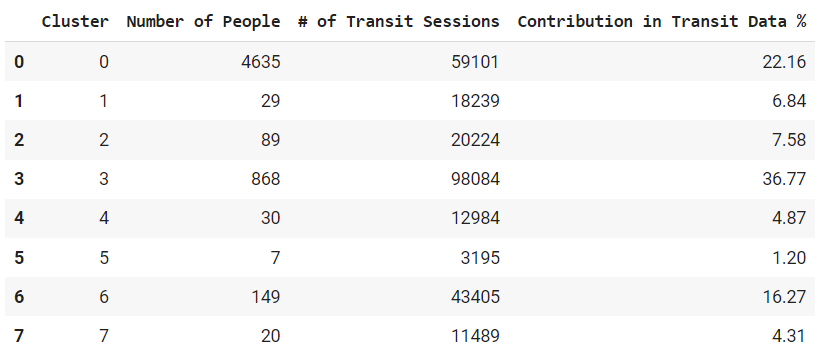 Cluster Number of People # of Transit Sessions Contribution in Transit Data %
0 0 4635 59101 22.16
1 1 29 18239 6.84
2 2 89 20224 7.58
3 3 868 98084 36.77
4 4 30 12984 4.87
5 5 7 3195 1.20
6 6 149 43405 16.27
7 7 20 11489 4.31